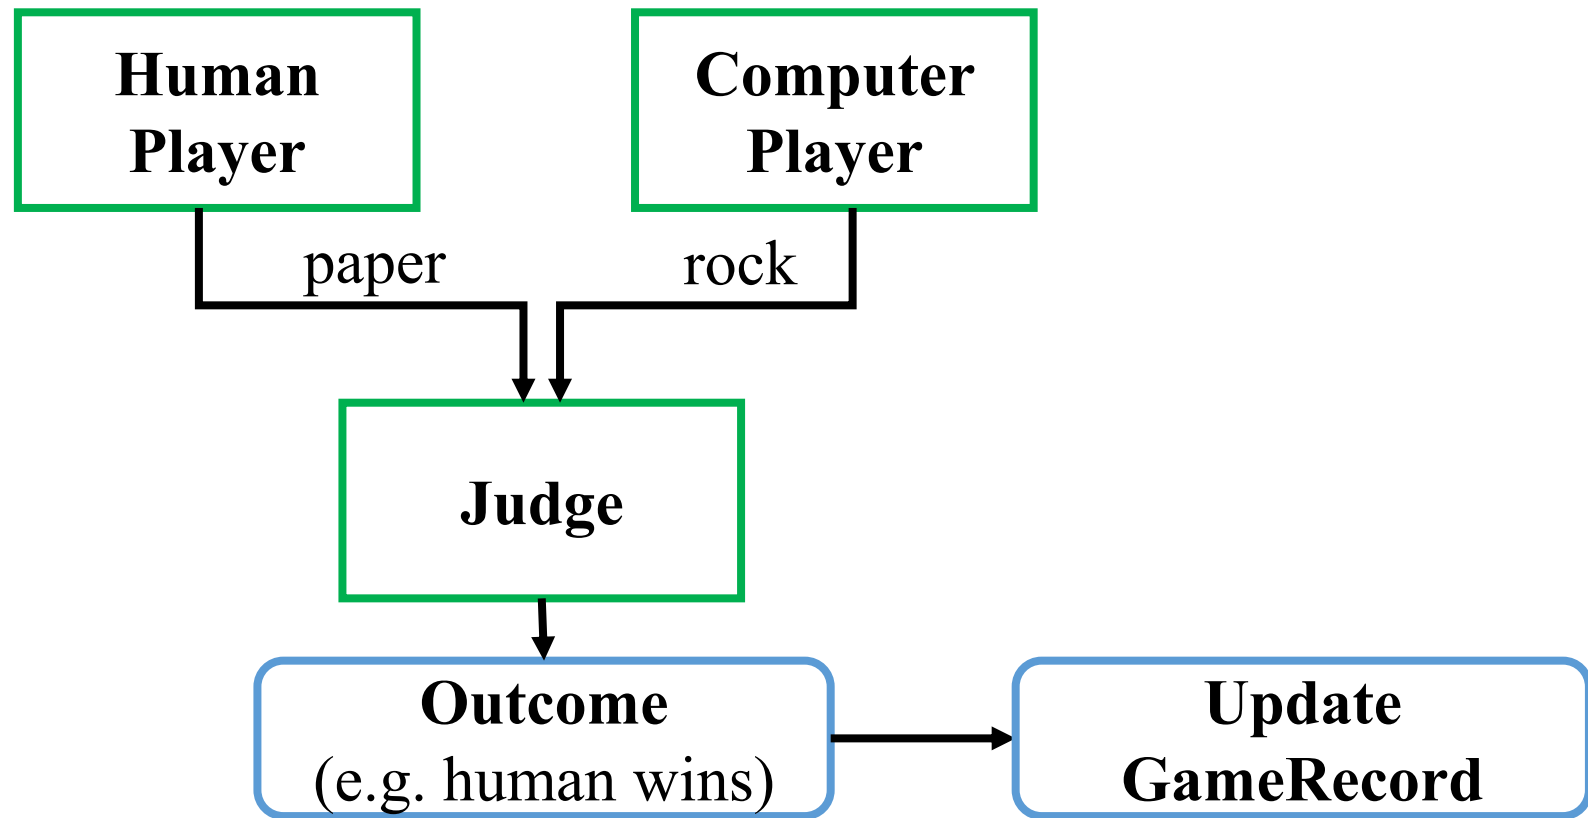 Human
Player
Computer
Player
paper
rock
Judge
Outcome
(e.g. human wins)
Update
GameRecord